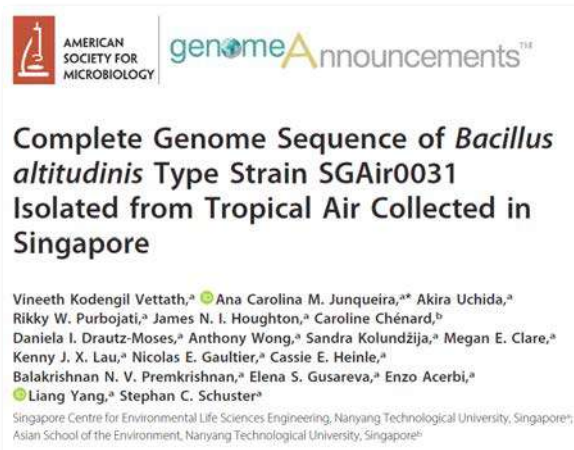 AMERICAN
SOCIETY FOR
MICROBIOLOGY
genomeAnnouncements™
Complete Genome Sequence of Bacillus
altitudinis Type Strain SGAir0031
Isolated from Tropical Air Collected in
Singapore
Vineeth Kodengil Vettath,ᵃ iD Ana Carolina M. Junqueira,ᵃ* Akira Uchida,ᵃ
Rikky W. Purbojati,ᵃ James N. I. Houghton,ᵃ Caroline Chénard,ᵇ
Daniela I. Drautz-Moses,ᵃ Anthony Wong,ᵃ Sandra Kolundžija,ᵃ Megan E. Clare,ᵃ
Kenny J. X. Lau,ᵃ Nicolas E. Gaultier,ᵃ Cassie E. Heinle,ᵃ
Balakrishnan N. V. Premkrishnan,ᵃ Elena S. Gusareva,ᵃ Enzo Acerbi,ᵃ
iD Liang Yang,ᵃ Stephan C. Schusterᵃ
Singapore Centre for Environmental Life Sciences Engineering, Nanyang Technological University, Singaporeᵃ;
Asian School of the Environment, Nanyang Technological University, Singaporeᵇ